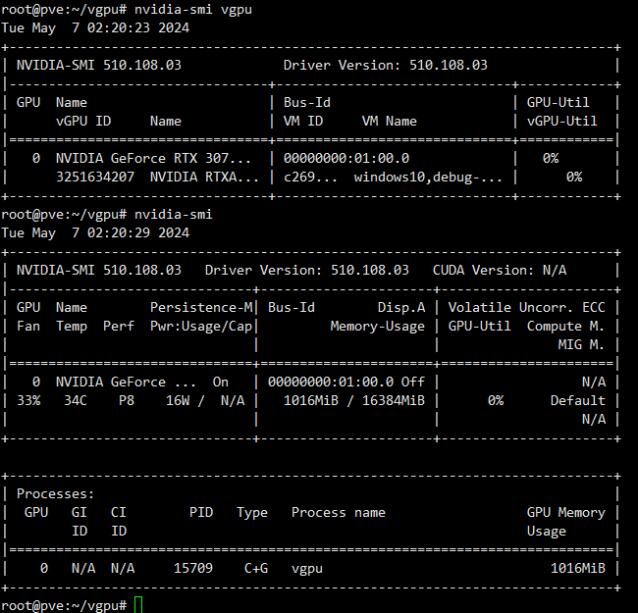 root@pve:~/vgpu# nvidia-smi vgpu
Tue May  7 02:20:23 2024
+-----------------------------------------------------------------------------+
| NVIDIA-SMI 510.108.03             Driver Version: 510.108.03                |
|---------------------------------+------------------------------+------------+
| GPU  Name                       | Bus-Id                       | GPU-Util   |
|      vGPU ID     Name           | VM ID     VM Name            | vGPU-Util  |
|=================================+==============================+============|
|   0  NVIDIA GeForce RTX 307...  | 00000000:01:00.0             |   0%       |
|      3251634207  NVIDIA RTXA... | c269...  windows10,debug-... |      0%    |
+---------------------------------+------------------------------+------------+
root@pve:~/vgpu# nvidia-smi
Tue May  7 02:20:29 2024
+-----------------------------------------------------------------------------+
| NVIDIA-SMI 510.108.03   Driver Version: 510.108.03   CUDA Version: N/A      |
|-------------------------------+----------------------+----------------------+
| GPU  Name        Persistence-M| Bus-Id        Disp.A | Volatile Uncorr. ECC |
| Fan  Temp  Perf  Pwr:Usage/Cap|         Memory-Usage | GPU-Util  Compute M. |
|                               |                      |               MIG M. |
|===============================+======================+======================|
|   0  NVIDIA GeForce ...  On   | 00000000:01:00.0 Off |                  N/A |
| 33%   34C    P8    16W /  N/A |   1016MiB / 16384MiB |      0%      Default |
|                               |                      |                  N/A |
+-------------------------------+----------------------+----------------------+
+-----------------------------------------------------------------------------+
| Processes:                                                                  |
|  GPU   GI   CI        PID   Type   Process name                  GPU Memory |
|        ID   ID                                                   Usage      |
|=============================================================================|
|    0   N/A  N/A     15709    C+G   vgpu                             1016MiB |
+-----------------------------------------------------------------------------+
root@pve:~/vgpu#